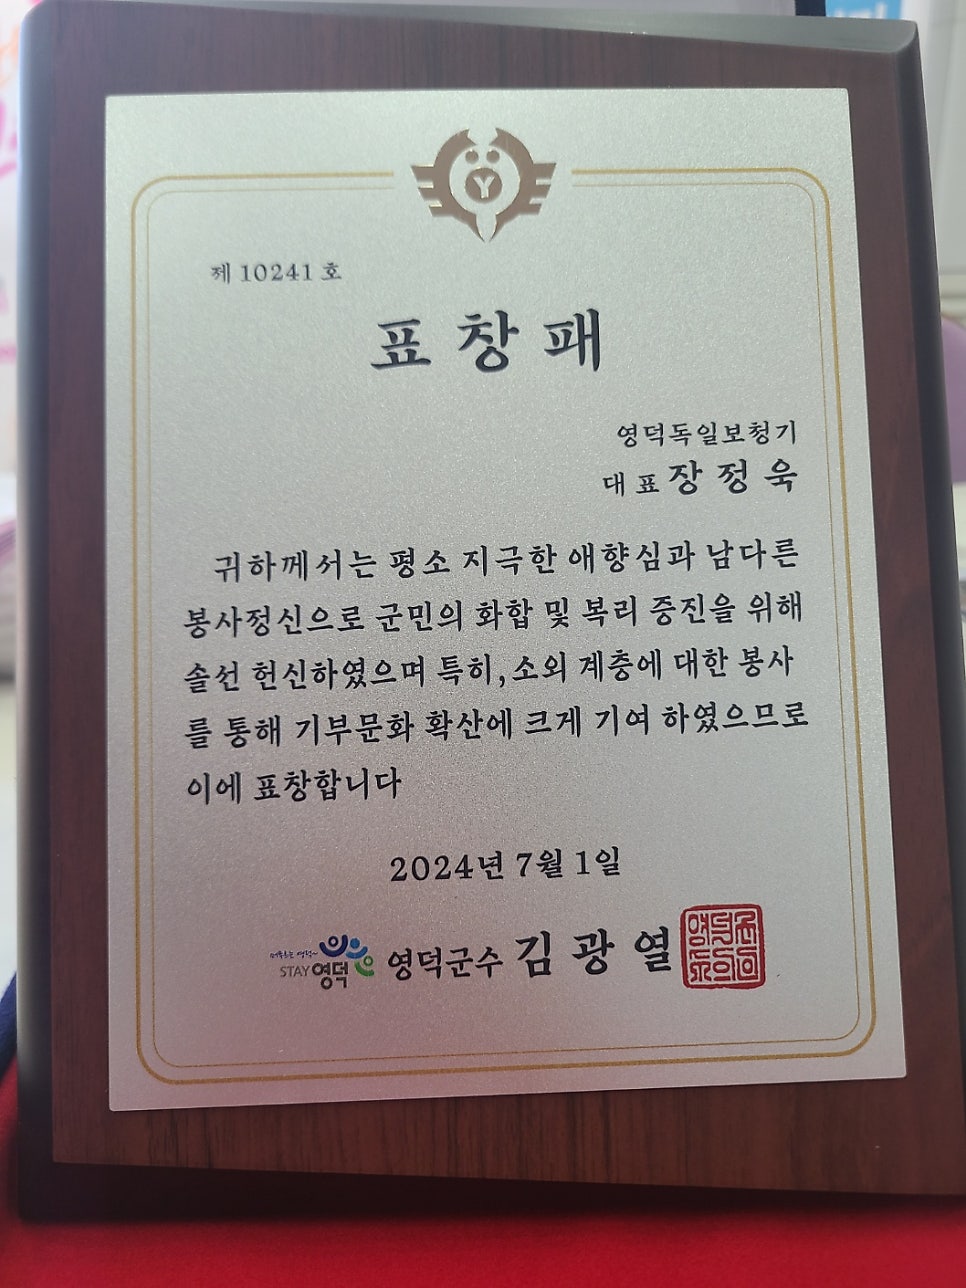 Y
제 10241 호
표 창 패
영덕독일보청기
대 표 장 정 욱
귀하께서는 평소 지극한 애향심과 남다른
봉사정신으로 군민의 화합 및 복리 증진을 위해
솔선 헌신하였으며 특히, 소외 계층에 대한 봉사
를 통해 기부문화 확산에 크게 기여 하였으므로
이에 표창합니다
2024년 7월 1일
STAY 영덕
영덕군수 김 광 열